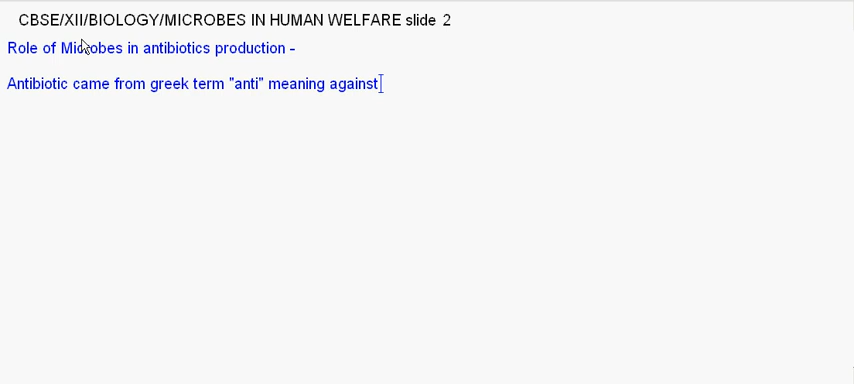 CBSE/XII/BIOLOGY/MICROBES IN HUMAN WELFARE slide 2
Role of Microbes in antibiotics production -
Antibiotic came from greek term "anti" meaning against